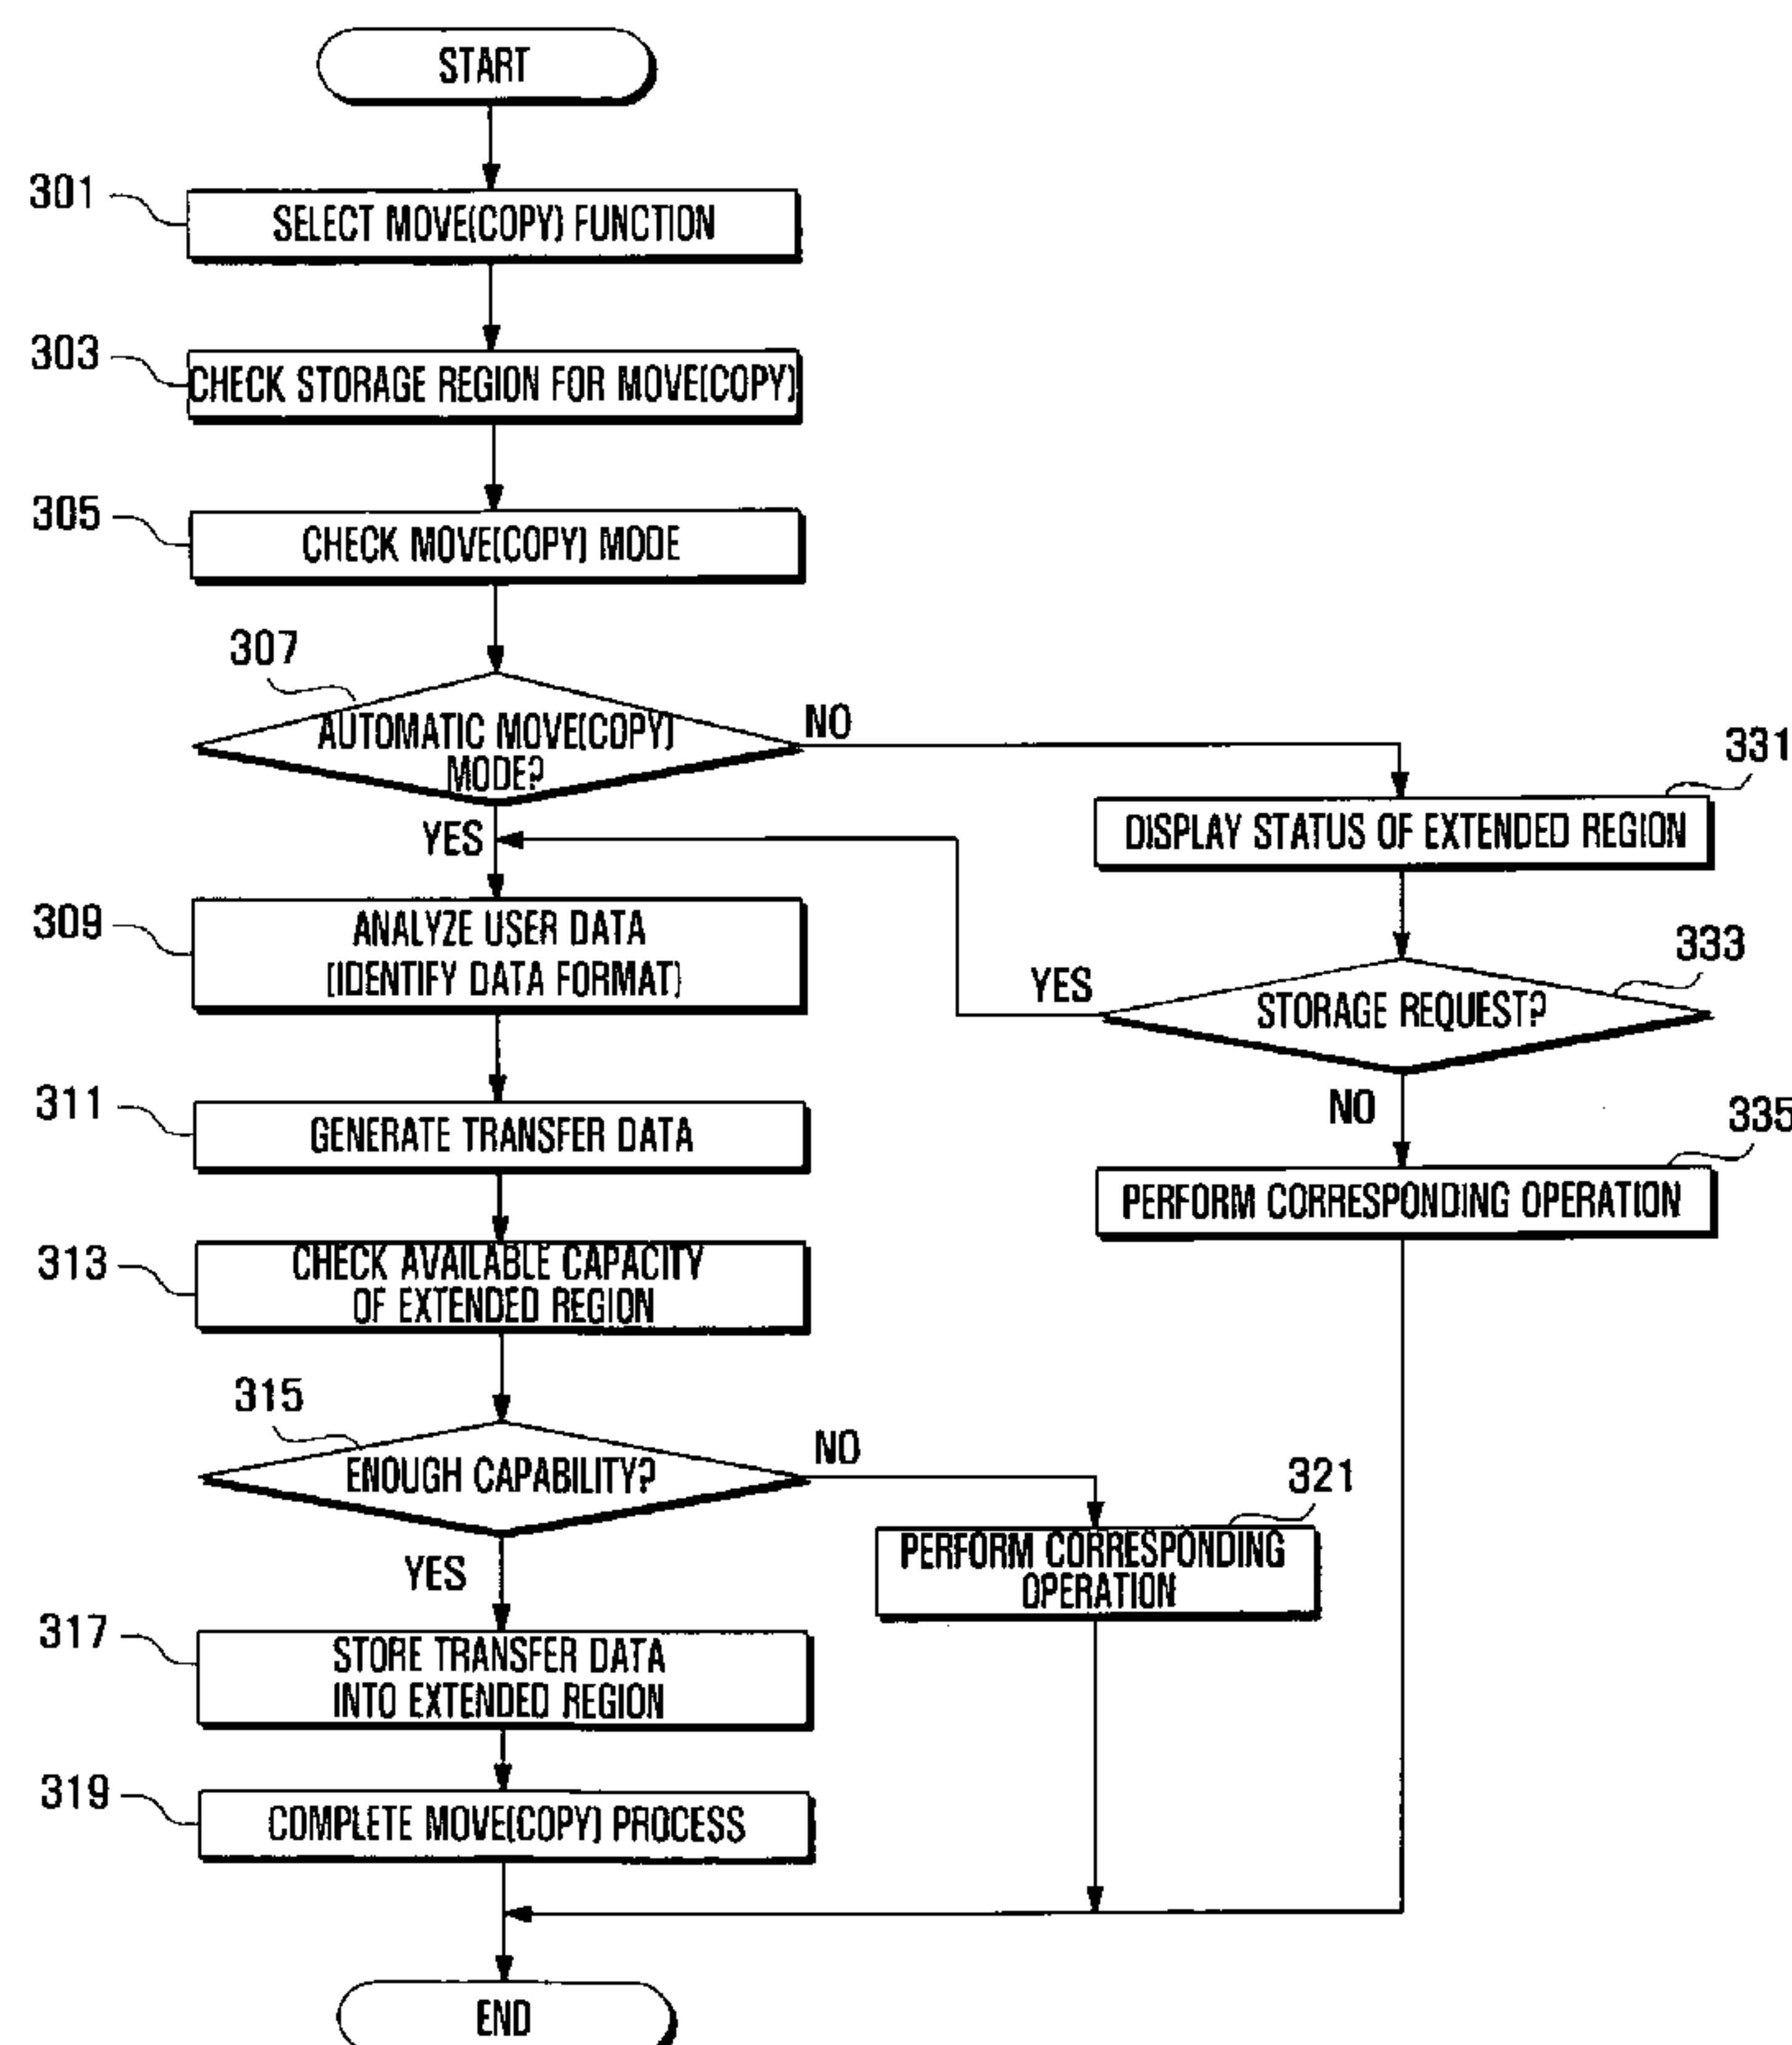 START
301
SELECT MOVE(COPY) FUNCTION
303
CHECK STORAGE REGION FOR MOVE(COPY)
305
CHECK MOVE(COPY) MODE
307
AUTOMATIC MOVE(COPY)
MODE?
NO
YES
331
DISPLAY STATUS OF EXTENDED REGION
309
ANALYZE USER DATA
(IDENTIFY DATA FORMAT)
333
STORAGE REQUEST?
YES
NO
311
GENERATE TRANSFER DATA
335
PERFORM CORRESPONDING OPERATION
313
CHECK AVAILABLE CAPACITY
OF EXTENDED REGION
315
ENOUGH CAPABILITY?
NO
YES
321
PERFORM CORRESPONDING
OPERATION
317
STORE TRANSFER DATA
INTO EXTENDED REGION
319
COMPLETE MOVE(COPY) PROCESS
END